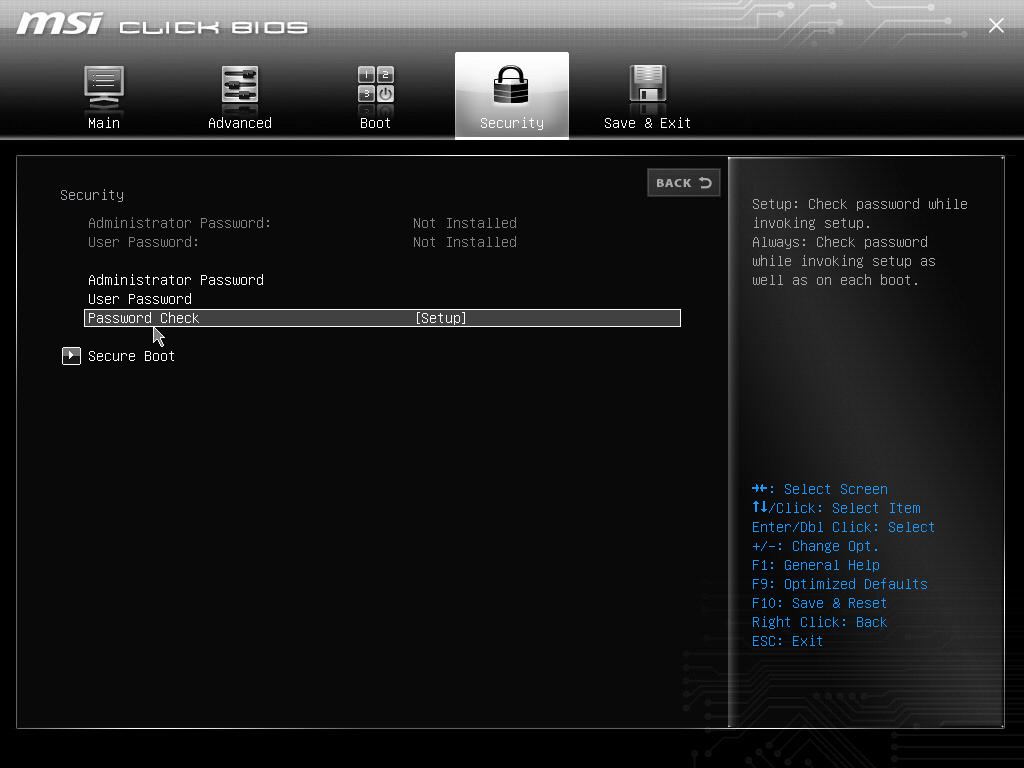 msi CLICK BIOS
Main
Advanced
1 2
3
Boot
Security
Save & Exit
BACK
Security
Administrator Password: Not Installed
User Password: Not Installed
Administrator Password
User Password
Password Check [Setup]
Secure Boot
Setup: Check password while
invoking setup.
Always: Check password
while invoking setup as
well as on each boot.
→←: Select Screen
↑↓/Click: Select Item
Enter/Dbl Click: Select
+/-: Change Opt.
F1: General Help
F9: Optimized Defaults
F10: Save & Reset
Right Click: Back
ESC: Exit